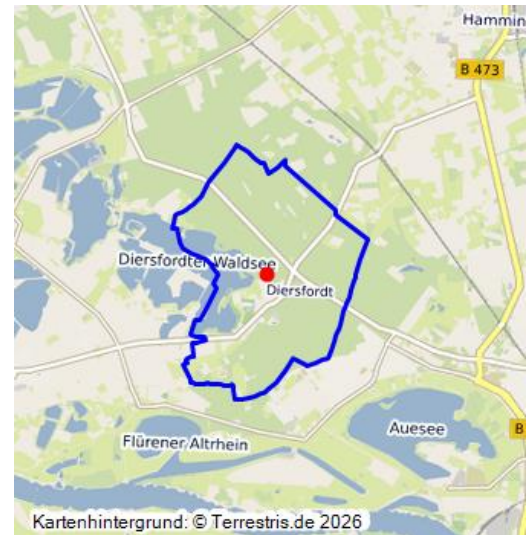 Hammin
B 473
Diersfordter Waldsee
Diersfordt
Auesee
B
Flürener Altrhein
Kartenhintergrund: © Terrestris.de 2026